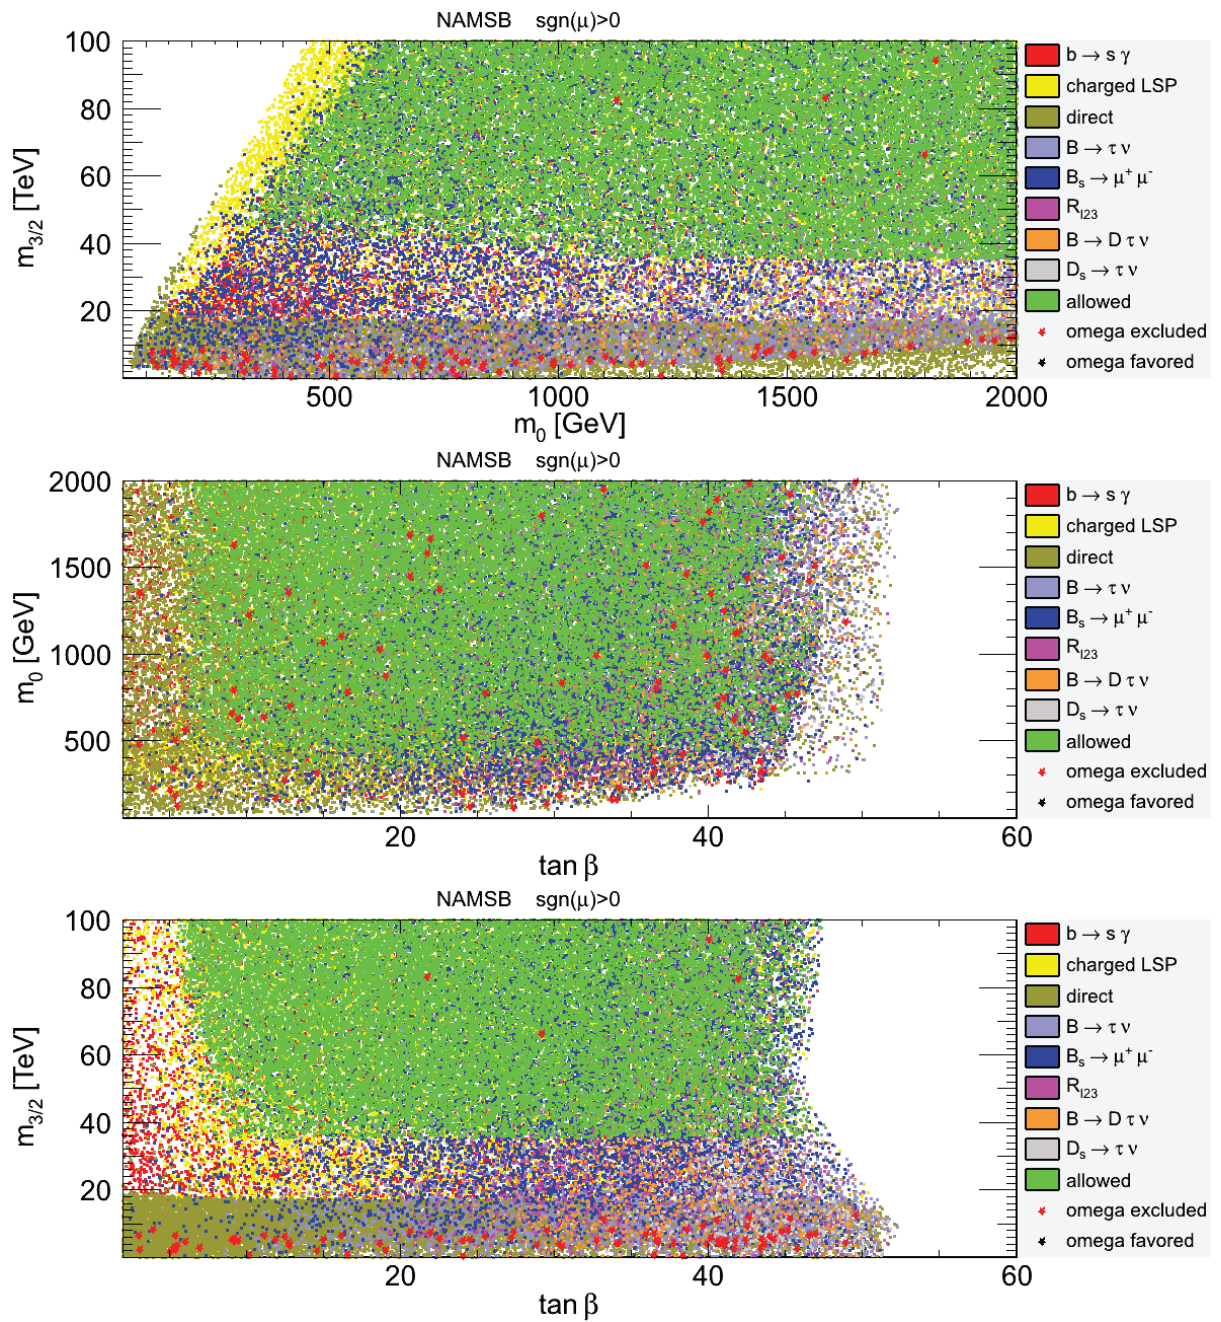 NAMSB sgn(μ)>0
100
80
60
40
20
m3/2 [TeV]
500
1000
1500
2000
m0 [GeV]
b → s γ
charged LSP
direct
B → τ ν
Bs → μ+ μ-
Rl23
B → D τ ν
Ds → τ ν
allowed
omega excluded
omega favored
NAMSB sgn(μ)>0
2000
1500
1000
500
m0 [GeV]
20
40
60
tan β
b → s γ
charged LSP
direct
B → τ ν
Bs → μ+ μ-
Rl23
B → D τ ν
Ds → τ ν
allowed
omega excluded
omega favored
NAMSB sgn(μ)>0
100
80
60
40
20
m3/2 [TeV]
20
40
60
tan β
b → s γ
charged LSP
direct
B → τ ν
Bs → μ+ μ-
Rl23
B → D τ ν
Ds → τ ν
allowed
omega excluded
omega favored